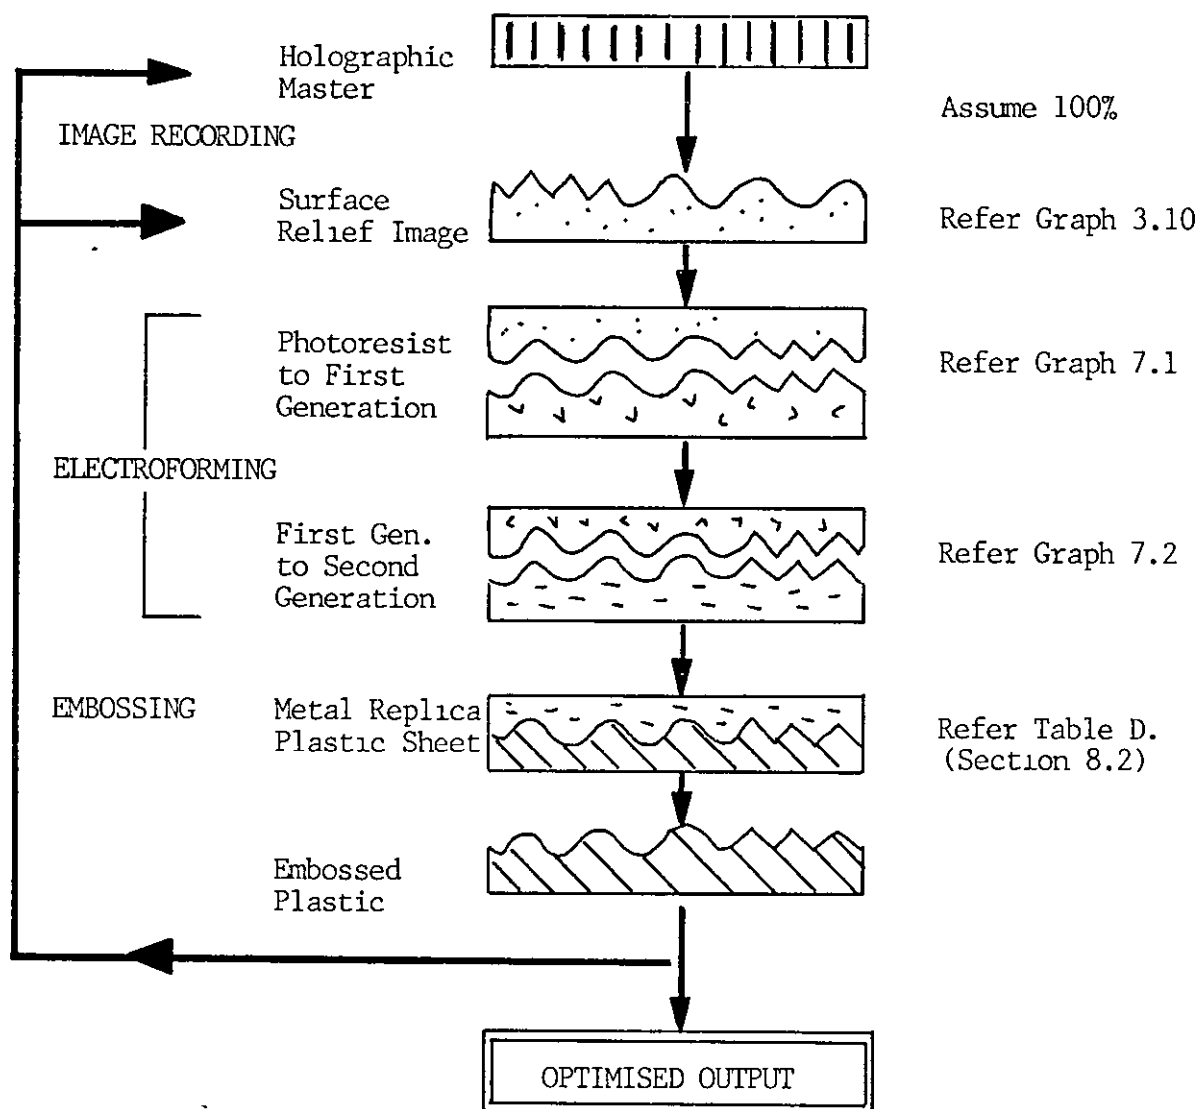 Holographic
Master
Assume 100%
IMAGE RECORDING
Surface
Relief Image
Refer Graph 3.10
Photoresist
to First
Generation
Refer Graph 7.1
ELECTROFORMING
First Gen.
to Second
Generation
Refer Graph 7.2
EMBOSSING
Metal Replica
Plastic Sheet
Refer Table D.
(Section 8.2)
Embossed
Plastic
OPTIMISED OUTPUT